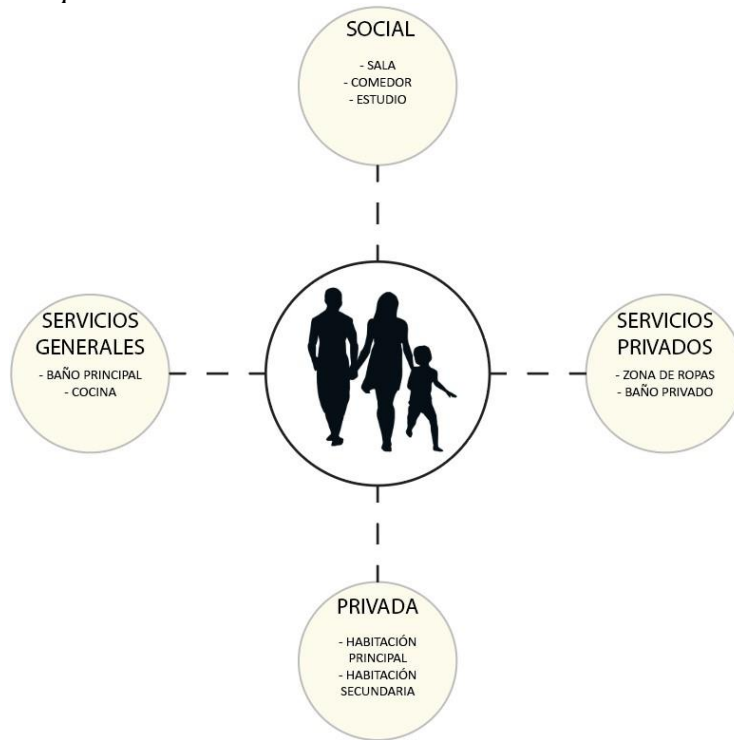 SOCIAL
- SALA
- COMEDOR
- ESTUDIO
SERVICIOS
GENERALES
- BAÑO PRINCIPAL
- COCINA
SERVICIOS
PRIVADOS
- ZONA DE ROPAS
- BAÑO PRIVADO
PRIVADA
- HABITACIÓN
PRINCIPAL
- HABITACIÓN
SECUNDARIA